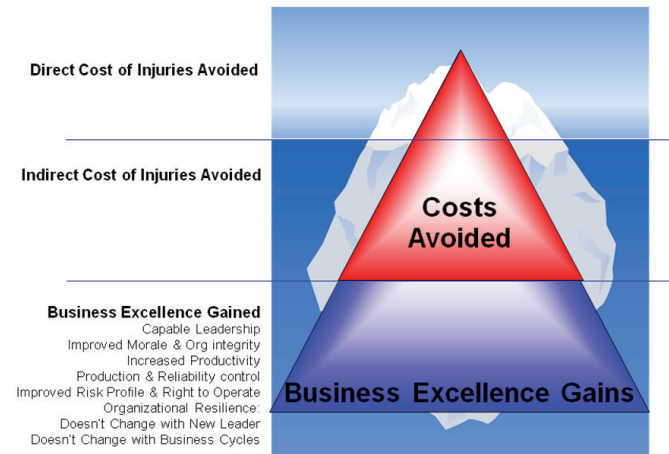 Direct Cost of Injuries Avoided
Indirect Cost of Injuries Avoided
Costs
Avoided
Business Excellence Gained
Capable Leadership
Improved Morale & Org integrity
Increased Productivity
Production & Reliability control
Improved Risk Profile & Right to Operate
Organizational Resilience:
Doesn't Change with New Leader
Doesn't Change with Business Cycles
Business Excellence Gains